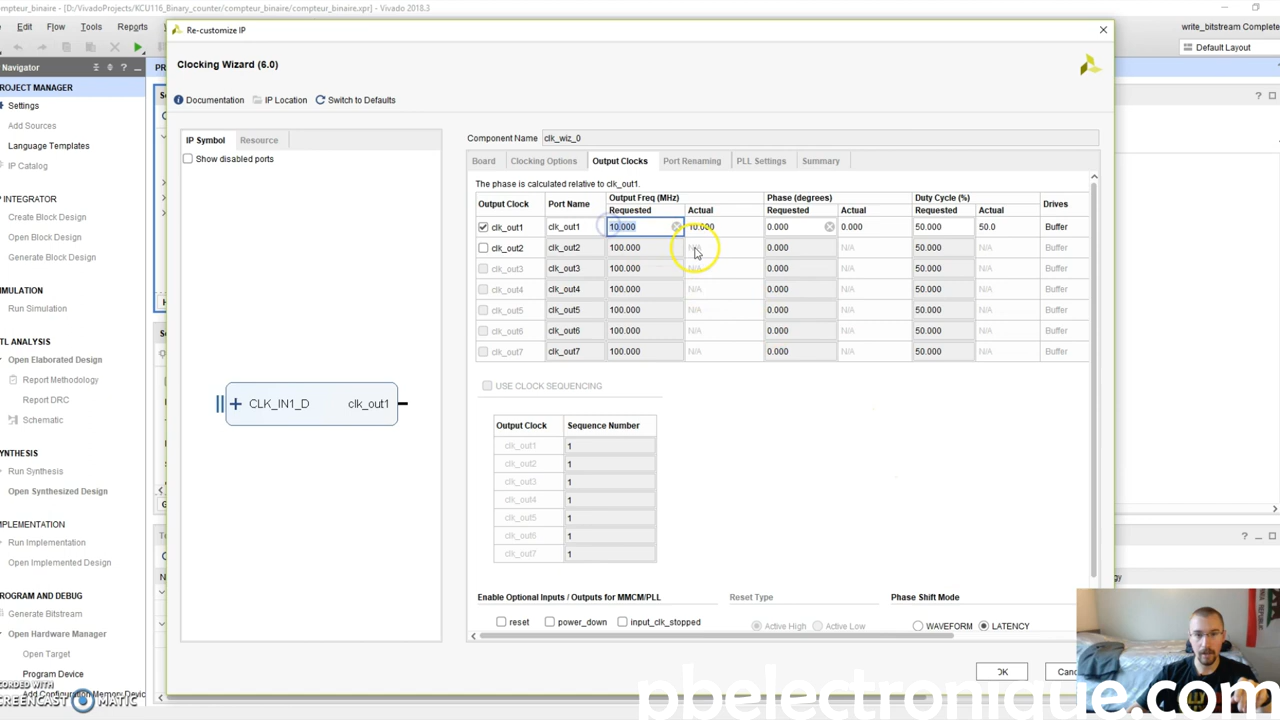 ompteur_binaire - [D:/VivadoProjects/KCU116_Binary_counter/compteur_binaire/compteur_binaire.xpr] - Vivado 2018.3
Edit Flow Tools Reports
write_bitstream Complete
Default Layout
Navigator
PROJECT MANAGER
Settings
Add Sources
Language Templates
IP Catalog
P INTEGRATOR
Create Block Design
Open Block Design
Generate Block Design
SIMULATION
Run Simulation
TL ANALYSIS
Open Elaborated Design
Report Methodology
Report DRC
Schematic
SYNTHESIS
Run Synthesis
Open Synthesized Design
MPLEMENTATION
Run Implementation
Open Implemented Design
PROGRAM AND DEBUG
Generate Bitstream
Open Hardware Manager
Open Target
Program Device
Add Configuration Memory Devic
Re-customize IP
Clocking Wizard (6.0)
Documentation IP Location Switch to Defaults
IP Symbol Resource
Show disabled ports
CLK_IN1_D clk_out1
Component Name clk_wiz_0
Board Clocking Options Output Clocks Port Renaming PLL Settings Summary
The phase is calculated relative to clk_out1.
Output Clock Port Name Output Freq (MHz) Phase (degrees) Duty Cycle (%) Drives
Requested Actual Requested Actual Requested Actual
clk_out1 clk_out1 10.000 10.000 0.000 0.000 50.000 50.0 Buffer
clk_out2 clk_out2 100.000 N/A 0.000 N/A 50.000 N/A Buffer
clk_out3 clk_out3 100.000 N/A 0.000 N/A 50.000 N/A Buffer
clk_out4 clk_out4 100.000 N/A 0.000 N/A 50.000 N/A Buffer
clk_out5 clk_out5 100.000 N/A 0.000 N/A 50.000 N/A Buffer
clk_out6 clk_out6 100.000 N/A 0.000 N/A 50.000 N/A Buffer
clk_out7 clk_out7 100.000 N/A 0.000 N/A 50.000 N/A Buffer
USE CLOCK SEQUENCING
Output Clock Sequence Number
clk_out1 1
clk_out2 1
clk_out3 1
clk_out4 1
clk_out5 1
clk_out6 1
clk_out7 1
Enable Optional Inputs / Outputs for MMCM/PLL Reset Type Phase Shift Mode
reset power_down input_clk_stopped Active High Active Low WAVEFORM LATENCY
OK Canc
CORDED WITH
SCREENCAST MATIC
pbelectronique.com